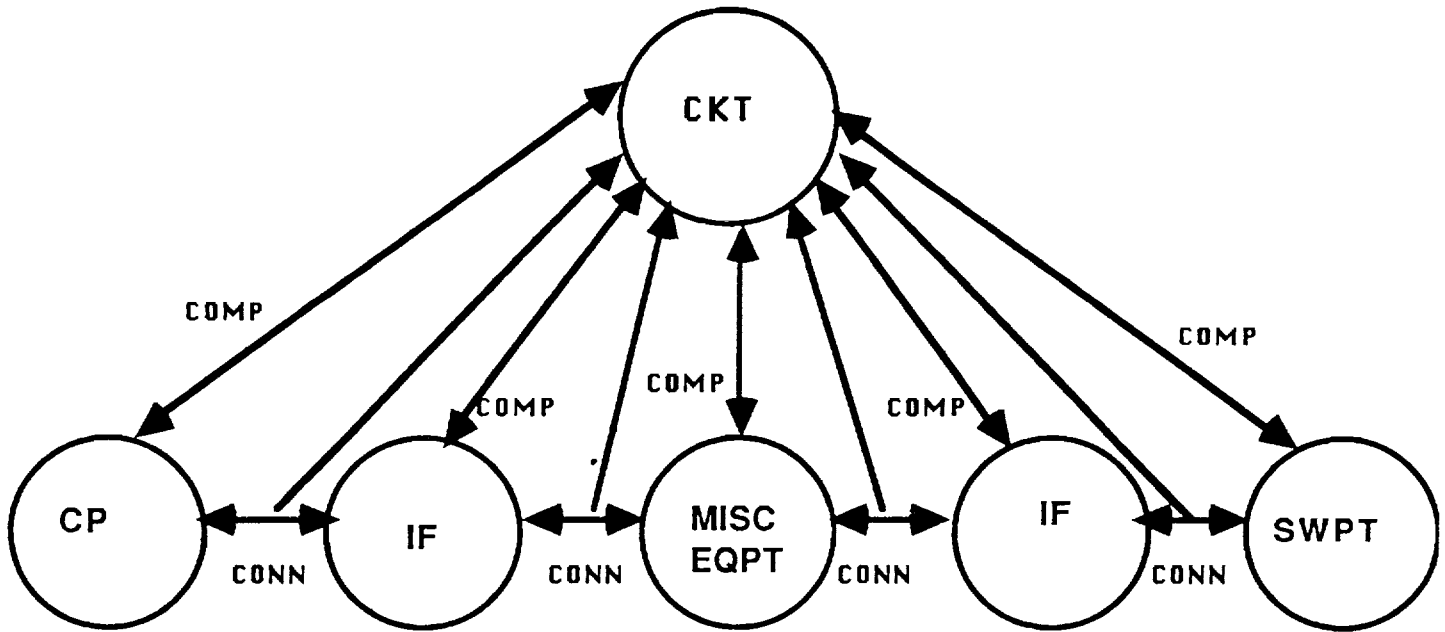 CKT
COMP
COMP
COMP
COMP
COMP
CP
IF
MISC
EQPT
IF
SWPT
CONN
CONN
CONN
CONN